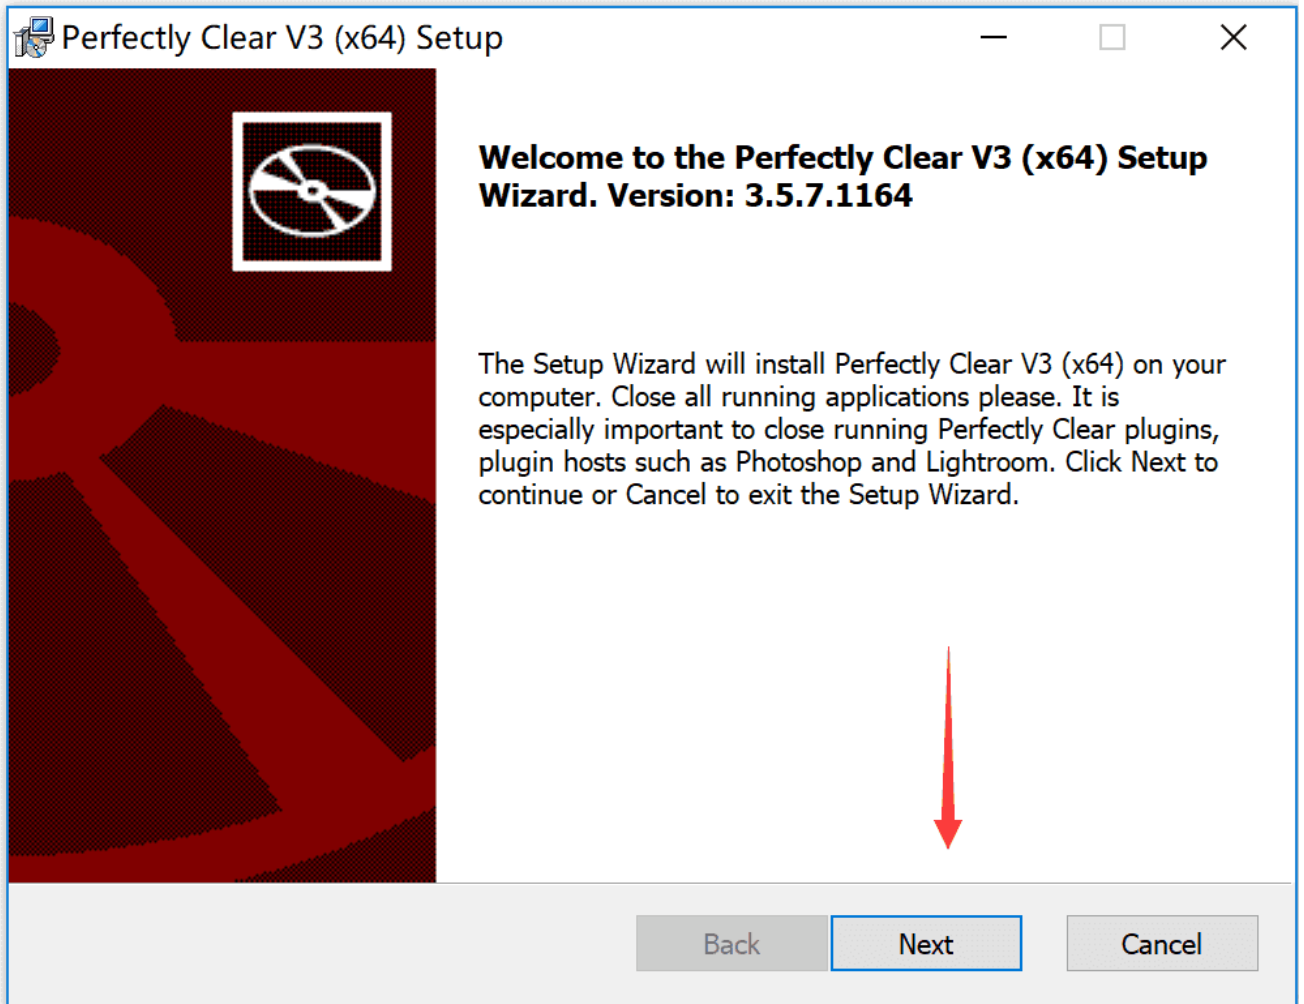 Perfectly Clear V3 (x64) Setup
Welcome to the Perfectly Clear V3 (x64) Setup
Wizard. Version: 3.5.7.1164
The Setup Wizard will install Perfectly Clear V3 (x64) on your
computer. Close all running applications please. It is
especially important to close running Perfectly Clear plugins,
plugin hosts such as Photoshop and Lightroom. Click Next to
continue or Cancel to exit the Setup Wizard.
Back
Next
Cancel